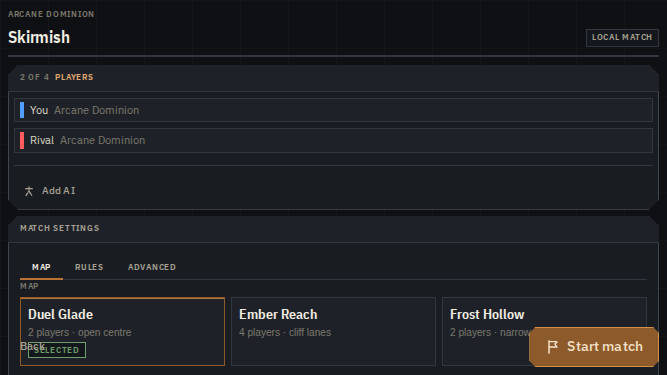 ARCANE DOMINION
Skirmish
LOCAL MATCH
2 OF 4 PLAYERS
You Arcane Dominion
Rival Arcane Dominion
Add AI
MATCH SETTINGS
MAP RULES ADVANCED
MAP
Duel Glade
2 players · open centre
SELECTED
Ember Reach
4 players · cliff lanes
Frost Hollow
2 players · narrow
Back
Start match